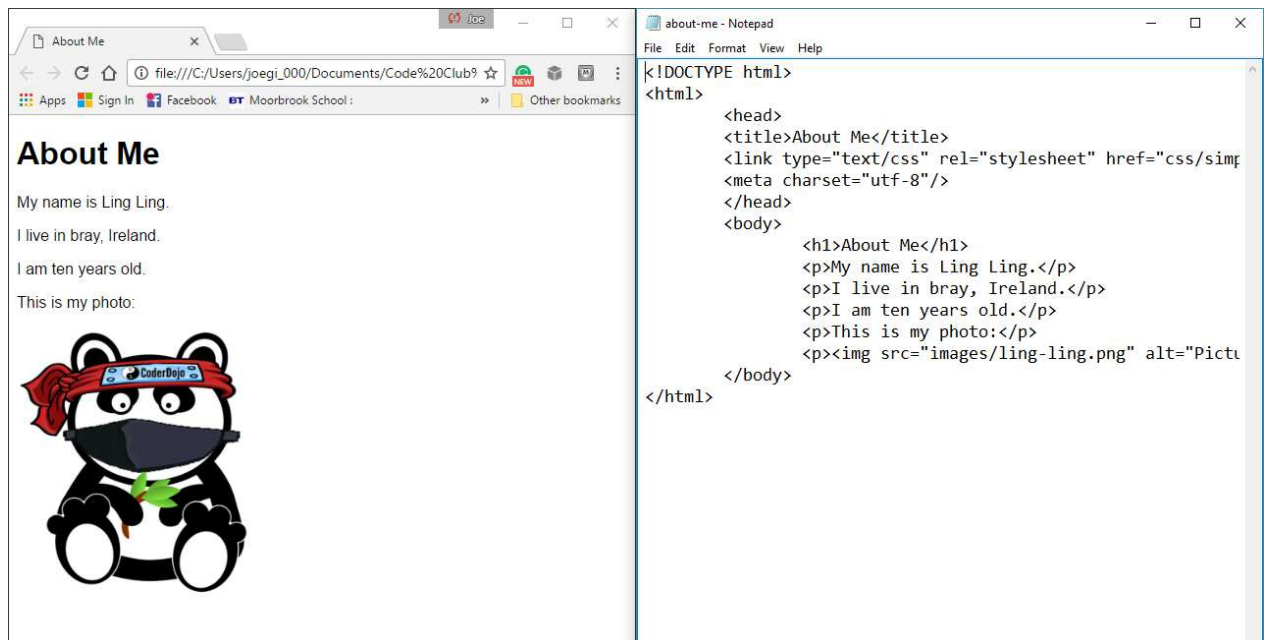 Joe
About Me
file:///C:/Users/joegi_000/Documents/Code%20Club%
NEW
Apps Sign In Facebook BT Moorbrook School : » Other bookmarks
About Me
My name is Ling Ling.
I live in bray, Ireland.
I am ten years old.
This is my photo:
CoderDojo
about-me - Notepad
File Edit Format View Help
<!DOCTYPE html>
<html>
<head>
<title>About Me</title>
<link type="text/css" rel="stylesheet" href="css/simp
<meta charset="utf-8"/>
</head>
<body>
<h1>About Me</h1>
<p>My name is Ling Ling.</p>
<p>I live in bray, Ireland.</p>
<p>I am ten years old.</p>
<p>This is my photo:</p>
<p><img src="images/ling-ling.png" alt="Pictu
</body>
</html>